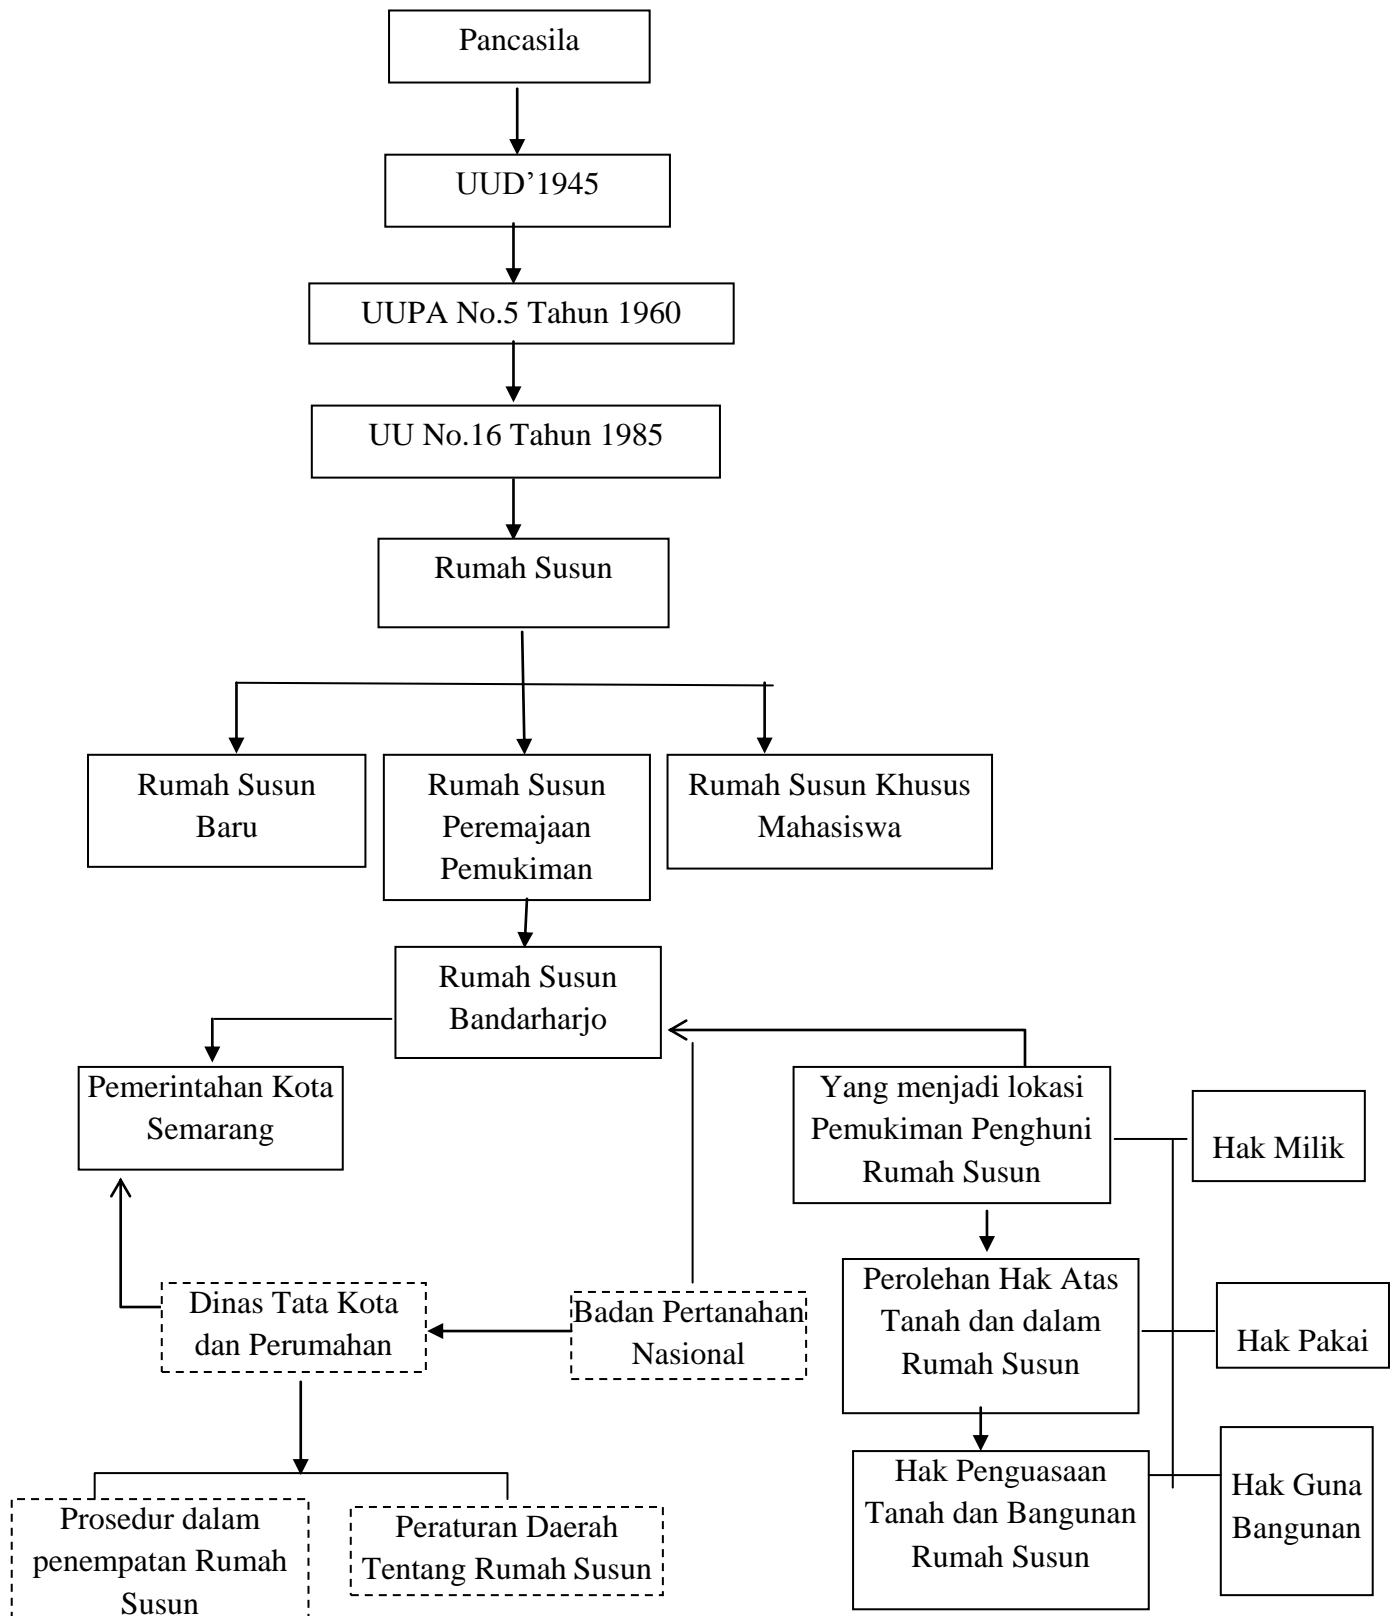 Pancasila
UUD’1945
UUPA No.5 Tahun 1960
UU No.16 Tahun 1985
Rumah Susun
Rumah Susun
Baru
Rumah Susun
Peremajaan
Pemukiman
Rumah Susun Khusus
Mahasiswa
Rumah Susun
Bandarharjo
Pemerintahan Kota
Semarang
Yang menjadi lokasi
Pemukiman Penghuni
Rumah Susun
Hak Milik
Dinas Tata Kota
dan Perumahan
Badan Pertanahan
Nasional
Perolehan Hak Atas
Tanah dan dalam
Rumah Susun
Hak Pakai
Prosedur dalam
penempatan Rumah
Susun
Peraturan Daerah
Tentang Rumah Susun
Hak Penguasaan
Tanah dan Bangunan
Rumah Susun
Hak Guna
Bangunan